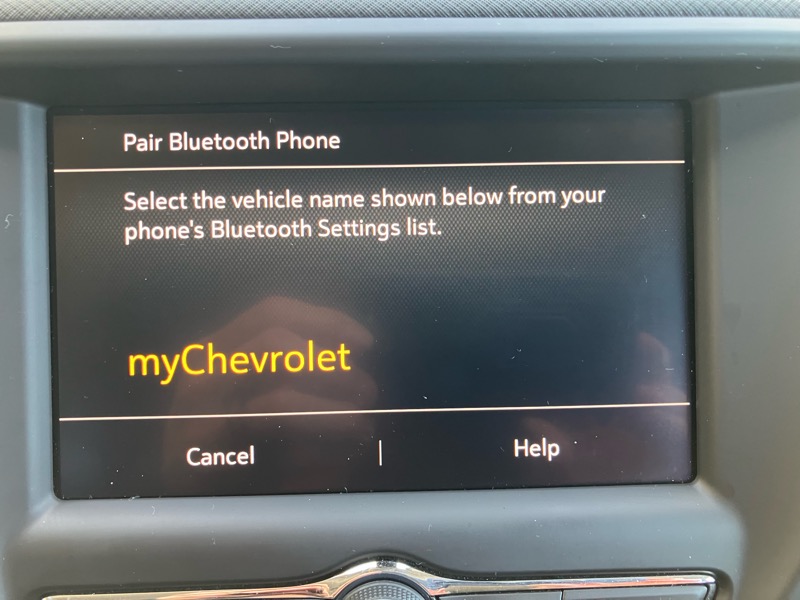 Pair Bluetooth Phone
Select the vehicle name shown below from your
phone's Bluetooth Settings list.
myChevrolet
Cancel | Help